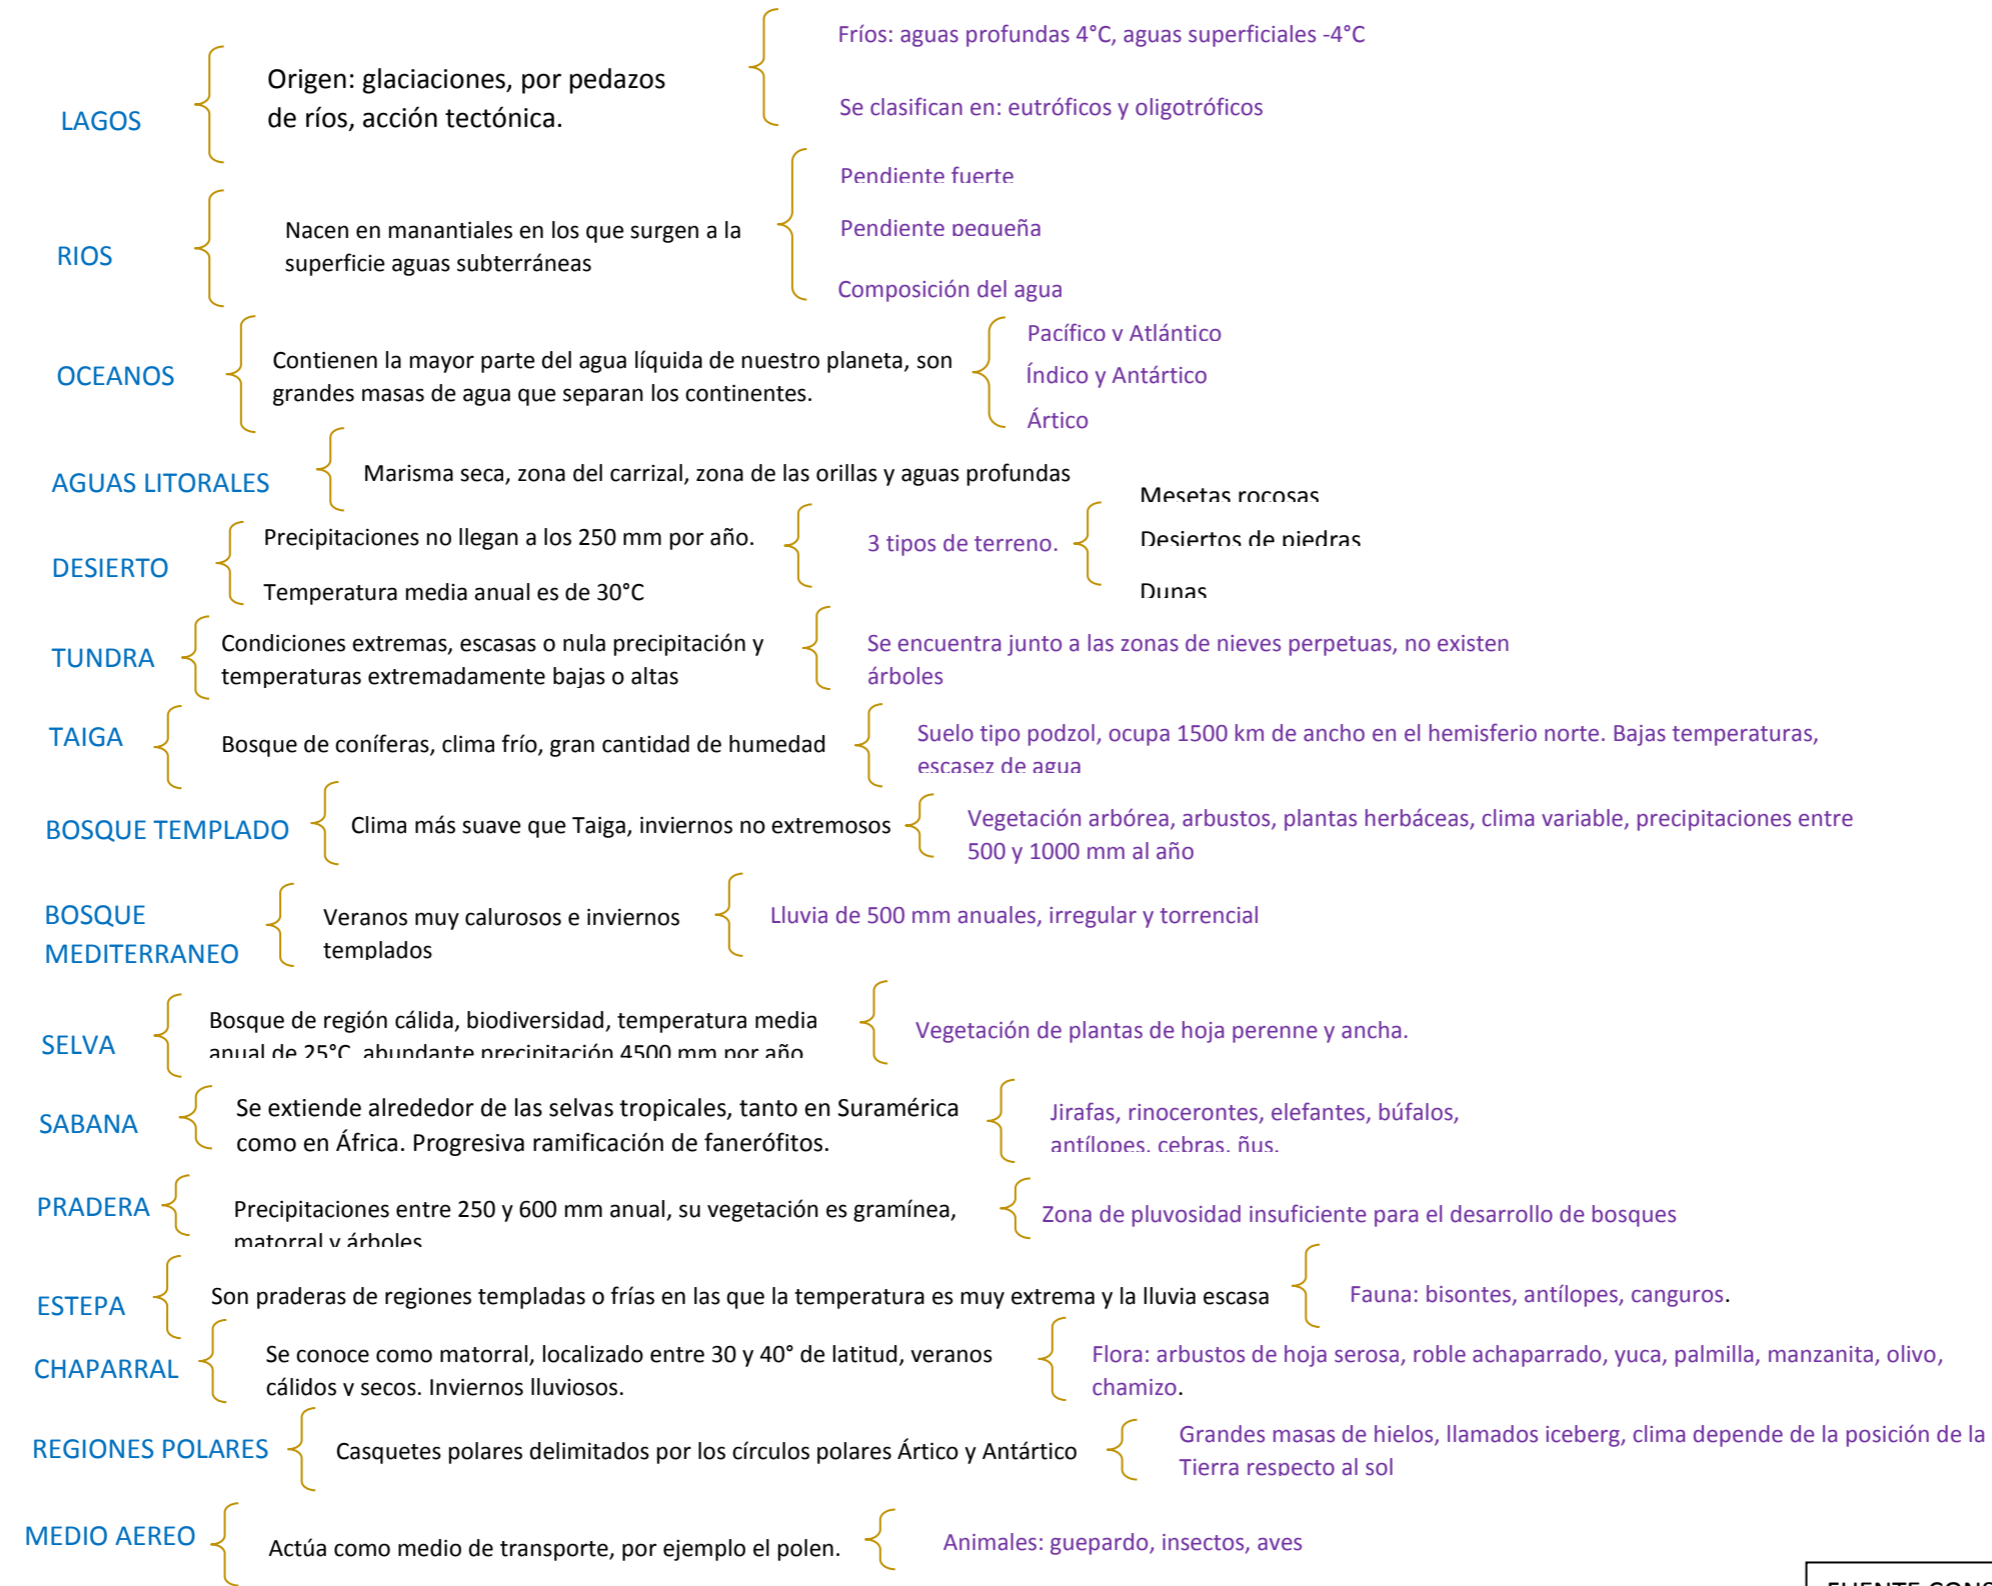 LAGOS
Origen: glaciaciones, por pedazos
de ríos, acción tectónica.
Fríos: aguas profundas 4°C, aguas superficiales -4°C
Se clasifican en: eutróficos y oligotróficos
RIOS
Nacen en manantiales en los que surgen a la
superficie aguas subterráneas
Pendiente fuerte
Pendiente pequeña
Composición del agua
OCEANOS
Contienen la mayor parte del agua líquida de nuestro planeta, son
grandes masas de agua que separan los continentes.
Pacífico y Atlántico
Índico y Antártico
Ártico
AGUAS LITORALES
Marisma seca, zona del carrizal, zona de las orillas y aguas profundas
DESIERTO
Precipitaciones no llegan a los 250 mm por año.
Temperatura media anual es de 30°C
3 tipos de terreno.
Mesetas rocosas
Desiertos de piedras
Dunas
TUNDRA
Condiciones extremas, escasas o nula precipitación y
temperaturas extremadamente bajas o altas
Se encuentra junto a las zonas de nieves perpetuas, no existen
árboles
TAIGA
Bosque de coníferas, clima frío, gran cantidad de humedad
Suelo tipo podzol, ocupa 1500 km de ancho en el hemisferio norte. Bajas temperaturas,
escasez de agua
BOSQUE TEMPLADO
Clima más suave que Taiga, inviernos no extremosos
Vegetación arbórea, arbustos, plantas herbáceas, clima variable, precipitaciones entre
500 y 1000 mm al año
BOSQUE
MEDITERRANEO
Veranos muy calurosos e inviernos
templados
Lluvia de 500 mm anuales, irregular y torrencial
SELVA
Bosque de región cálida, biodiversidad, temperatura media
anual de 25°C, abundante precipitación 4500 mm por año
Vegetación de plantas de hoja perenne y ancha.
SABANA
Se extiende alrededor de las selvas tropicales, tanto en Suramérica
como en África. Progresiva ramificación de fanerófitos.
Jirafas, rinocerontes, elefantes, búfalos,
antílopes, cebras, ñus.
PRADERA
Precipitaciones entre 250 y 600 mm anual, su vegetación es gramínea,
matorral y árboles
Zona de pluvosidad insuficiente para el desarrollo de bosques
ESTEPA
Son praderas de regiones templadas o frías en las que la temperatura es muy extrema y la lluvia escasa
Fauna: bisontes, antílopes, canguros.
CHAPARRAL
Se conoce como matorral, localizado entre 30 y 40° de latitud, veranos
cálidos y secos. Inviernos lluviosos.
Flora: arbustos de hoja serosa, roble achaparrado, yuca, palmilla, manzanita, olivo,
chamizo.
REGIONES POLARES
Casquetes polares delimitados por los círculos polares Ártico y Antártico
Grandes masas de hielos, llamados iceberg, clima depende de la posición de la
Tierra respecto al sol
MEDIO AEREO
Actúa como medio de transporte, por ejemplo el polen.
Animales: guepardo, insectos, aves